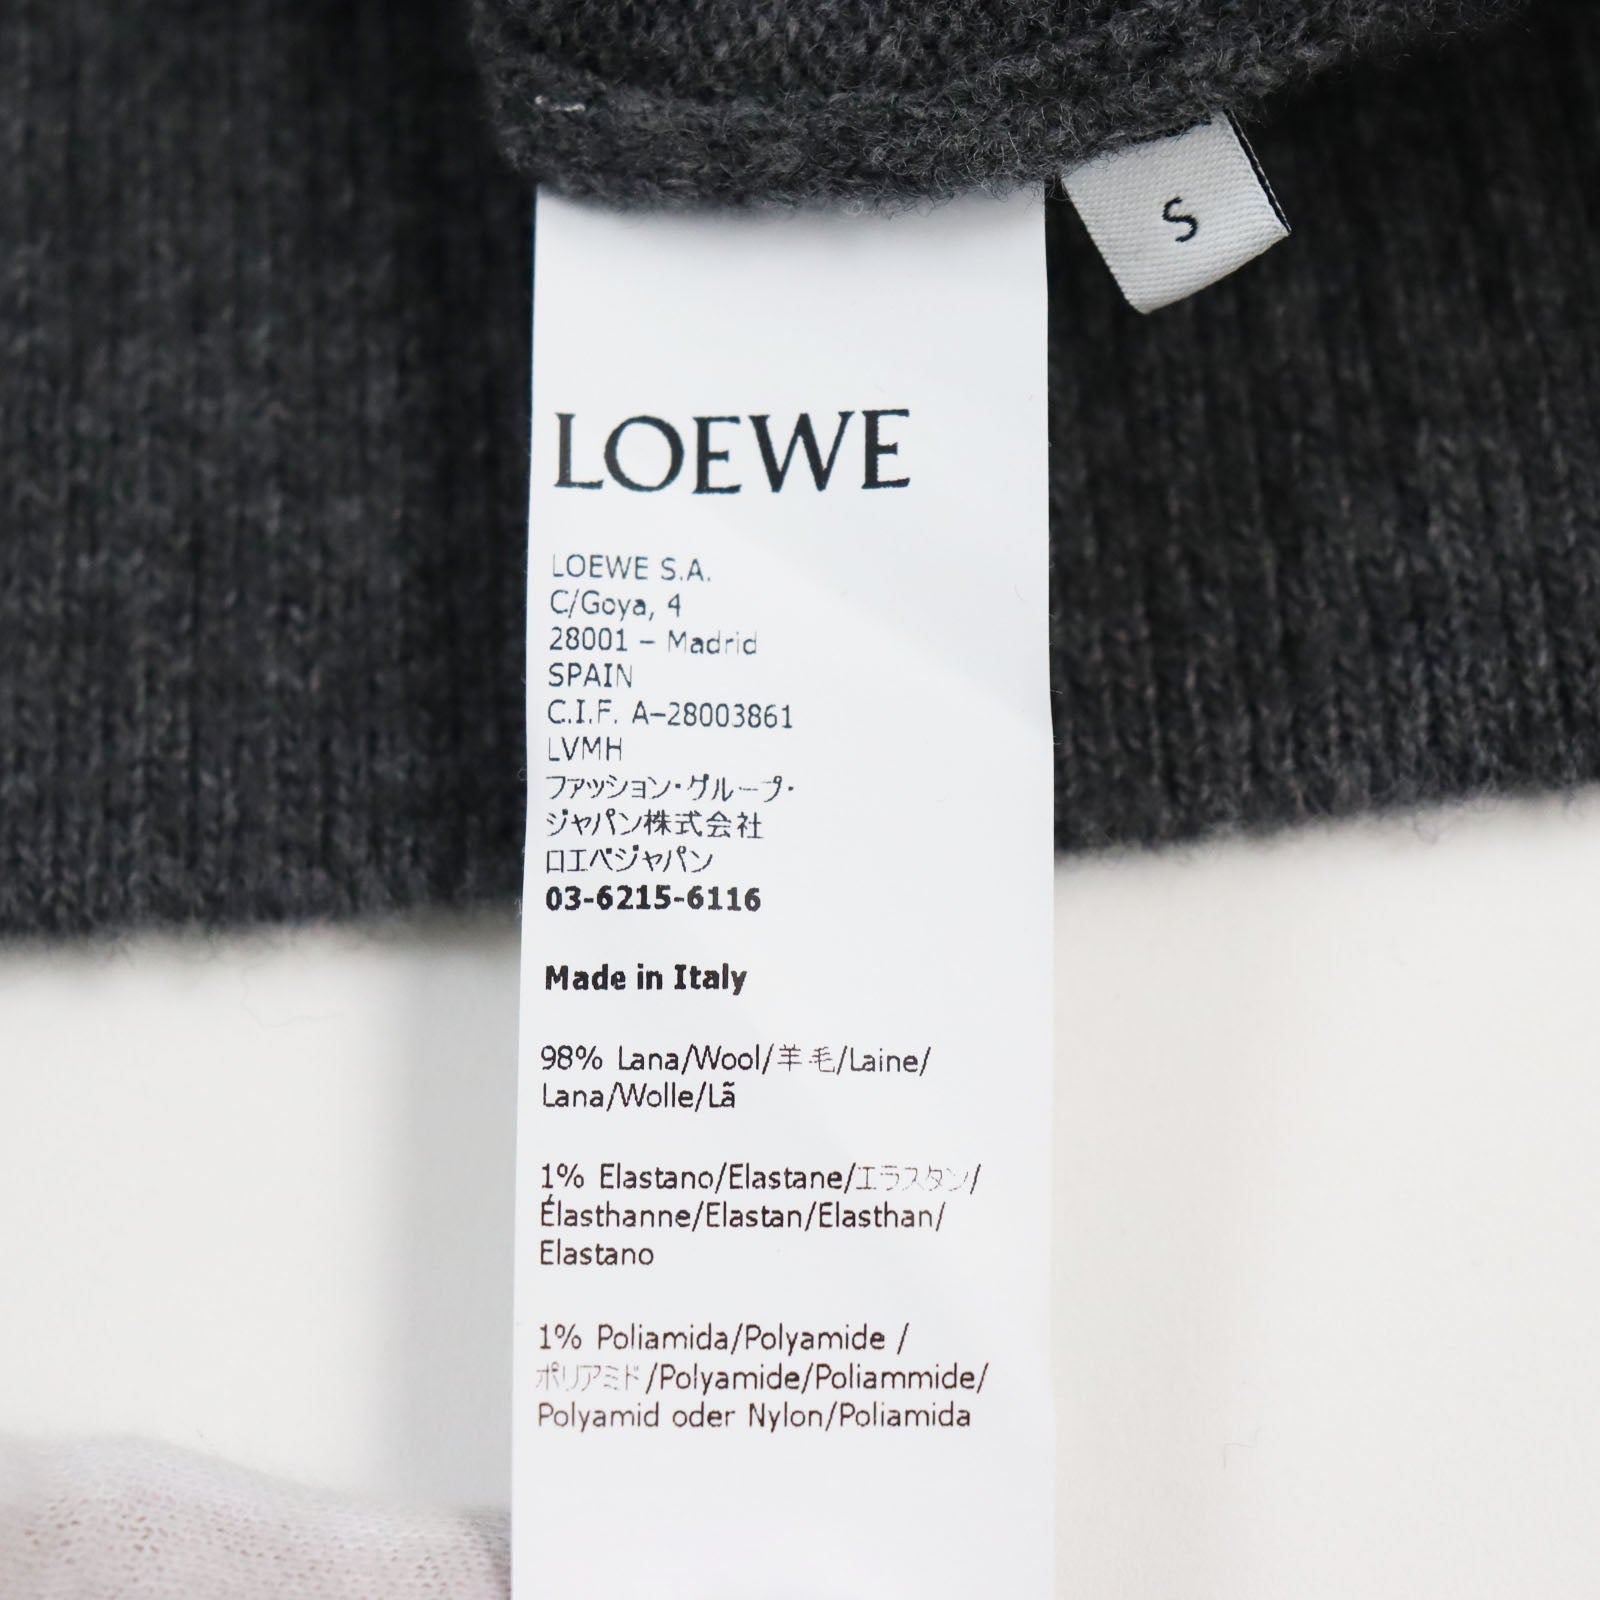 S
LOEWE
LOEWE S.A.
C/Goya, 4
28001 – Madrid
SPAIN
C.I.F. A–28003861
LVMH
ファッション・グループ・
ジャパン株式会社
ロエベジャパン
03-6215-6116
Made in Italy
98% Lana/Wool/羊毛/Laine/
Lana/Wolle/Lã
1% Elastano/Elastane/エラスタン/
Élasthanne/Elastan/Elasthan/
Elastano
1% Poliamida/Polyamide /
ポリアミド/Polyamide/Poliammide/
Polyamid oder Nylon/Poliamida